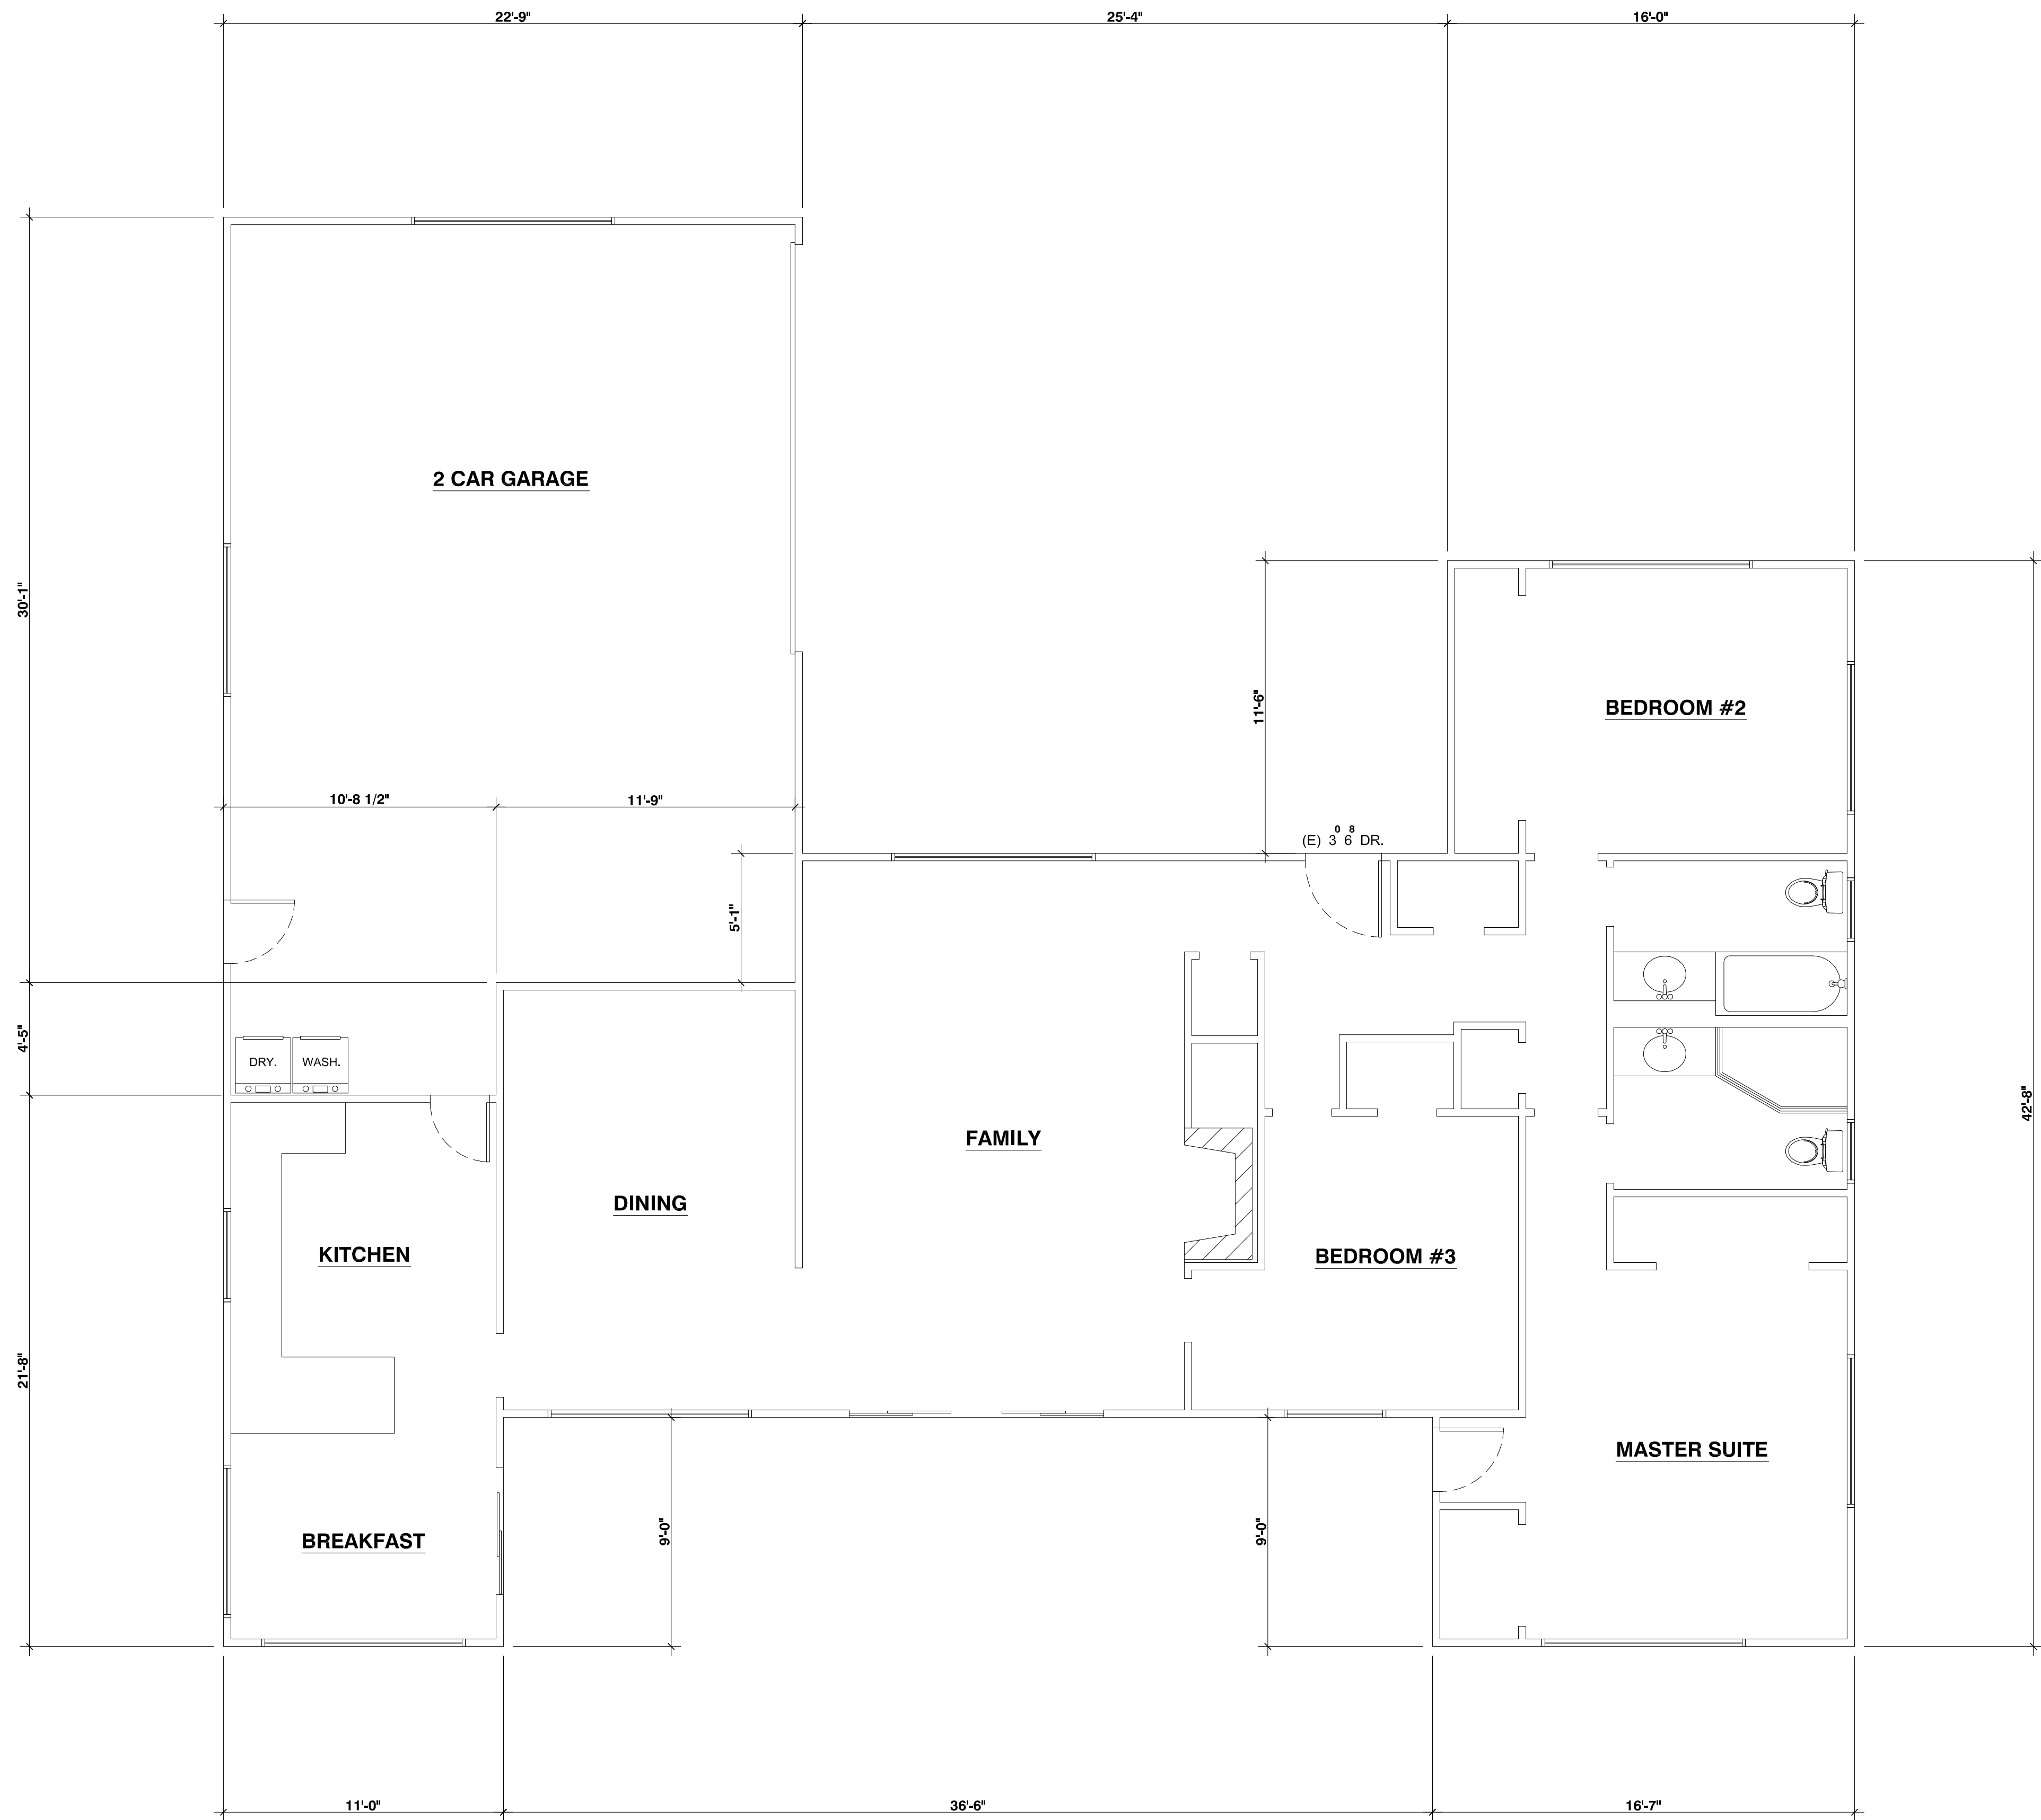 22'-9" 25'-4" 16'-0"
2 CAR GARAGE
30'-1"
11'-6"
BEDROOM #2
10'-8 1/2" 11'-9"
0 8
(E) 3 6 DR.
5'-1"
4'-5"
DRY. WASH.
42'-8"
FAMILY
DINING
KITCHEN
BEDROOM #3
21'-8"
MASTER SUITE
BREAKFAST
9'-0" 9'-0"
11'-0" 36'-6" 16'-7"